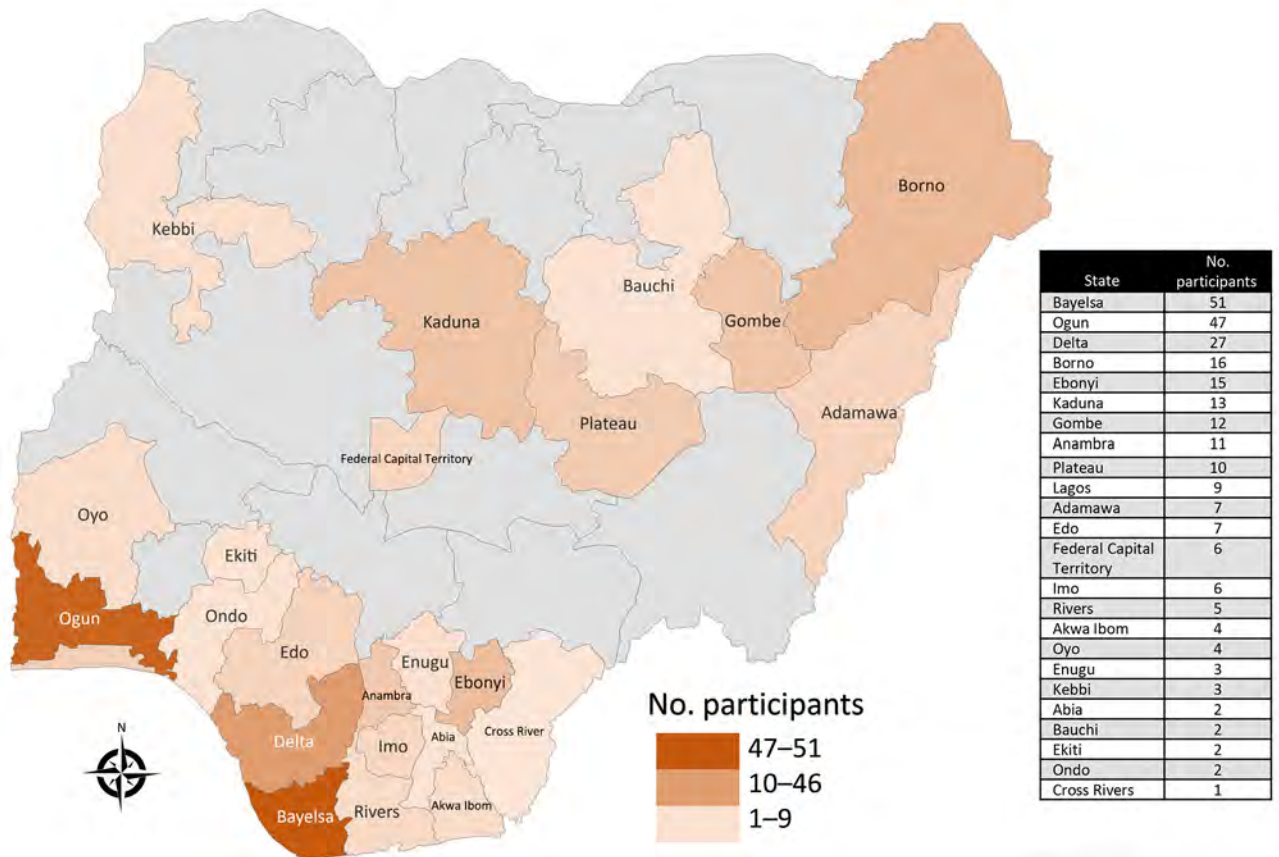 Borno
Kebbi
Bauchi
Gombe
Kaduna
Adamawa
Plateau
Federal Capital Territory
Oyo
Ekiti
Ogun
Ondo
Edo
Enugu
Ebonyi
Anambra
Cross River
Delta
Imo
Abia
Rivers
Akwa Ibom
Bayelsa
N
No. participants
47–51
10–46
1–9
State No. participants
Bayelsa 51
Ogun 47
Delta 27
Borno 16
Ebonyi 15
Kaduna 13
Gombe 12
Anambra 11
Plateau 10
Lagos 9
Adamawa 7
Edo 7
Federal Capital Territory 6
Imo 6
Rivers 5
Akwa Ibom 4
Oyo 4
Enugu 3
Kebbi 3
Abia 2
Bauchi 2
Ekiti 2
Ondo 2
Cross Rivers 1